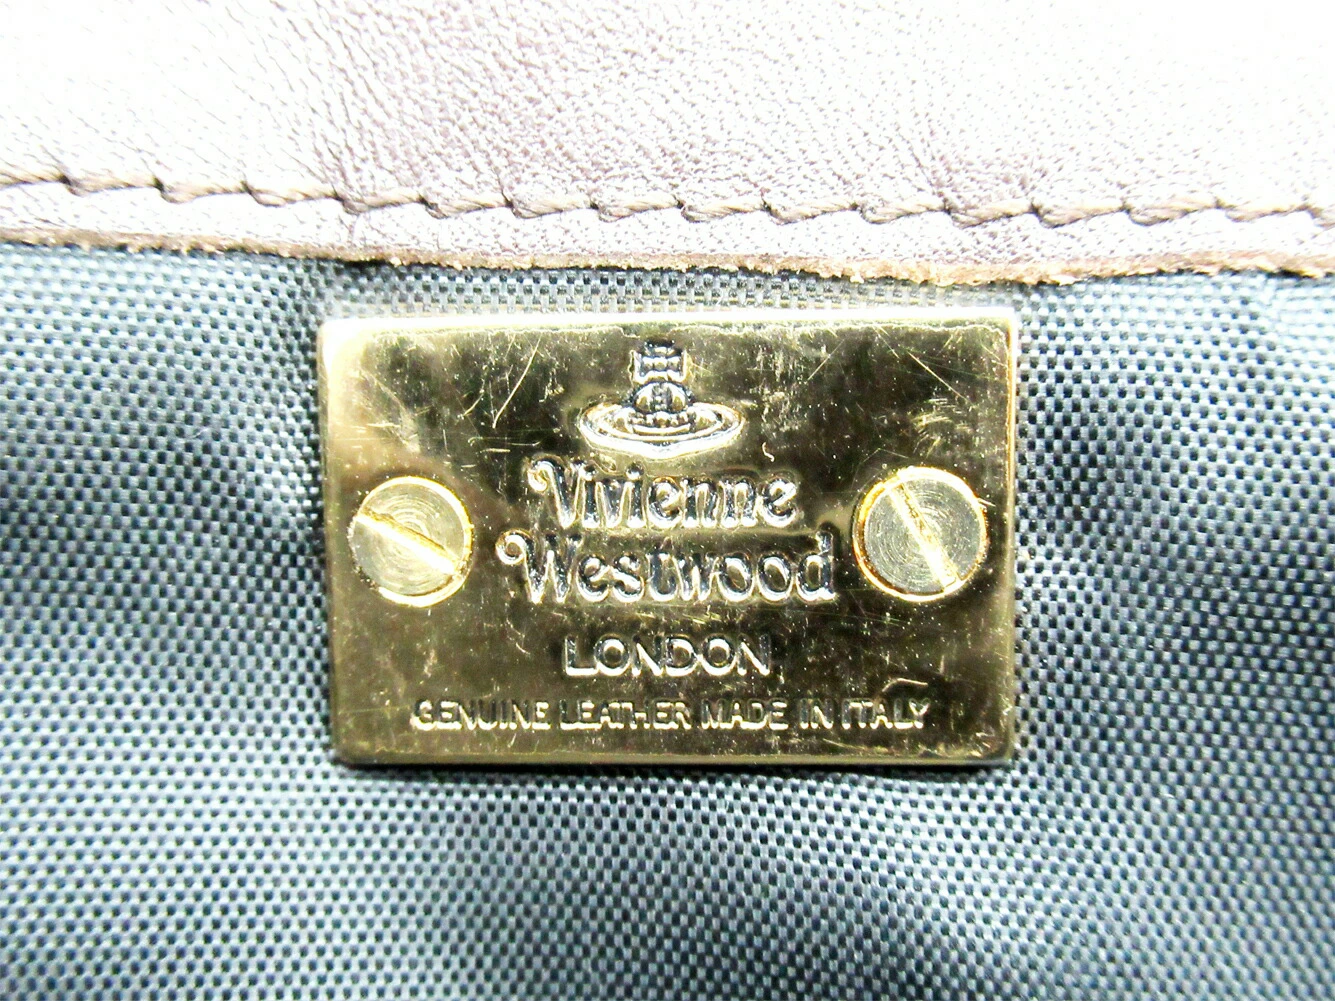 Vivienne
Westwood
LONDON
GENUINE LEATHER MADE IN ITALY